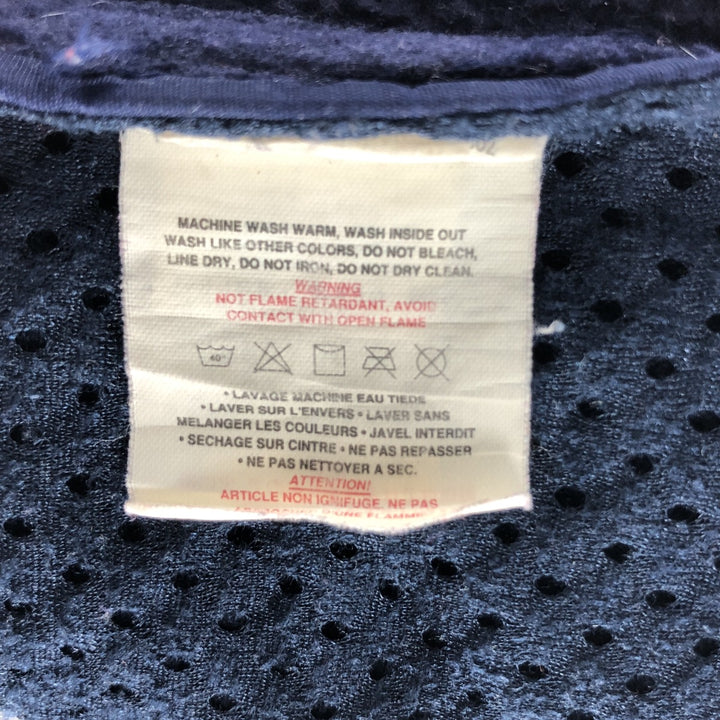 MACHINE WASH WARM, WASH INSIDE OUT
WASH LIKE OTHER COLORS, DO NOT BLEACH,
LINE DRY, DO NOT IRON, DO NOT DRY CLEAN.
WARNING
NOT FLAME RETARDANT, AVOID
CONTACT WITH OPEN FLAME
40°
• LAVAGE MACHINE EAU TIEDE
• LAVER SUR L'ENVERS • LAVER SANS
MELANGER LES COULEURS • JAVEL INTERDIT
• SECHAGE SUR CINTRE • NE PAS REPASSER
• NE PAS NETTOYER A SEC.
ATTENTION!
ARTICLE NON IGNIFUGE, NE PAS
D'UNE FLAMME